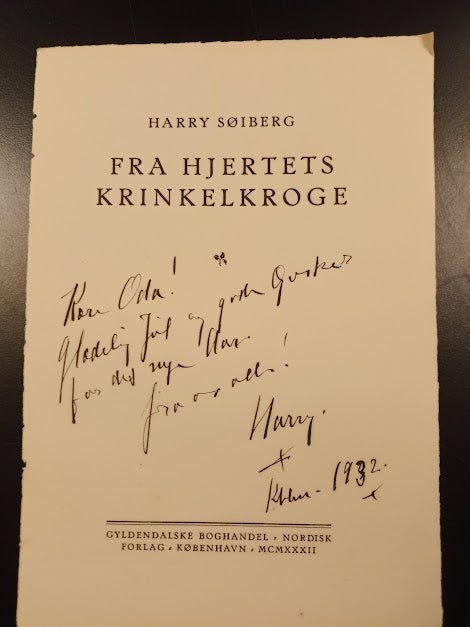 HARRY SØIBERG
FRA HJERTETS
KRINKELKROGE
Kære Oda!
Glædelig Jul og gode Ønsker
for det nye Aar
fra os alle!
Harry.
Kbhn. 1932.
GYLDENDALSKE BOGHANDEL • NORDISK
FORLAG • KØBENHAVN • MCMXXXII